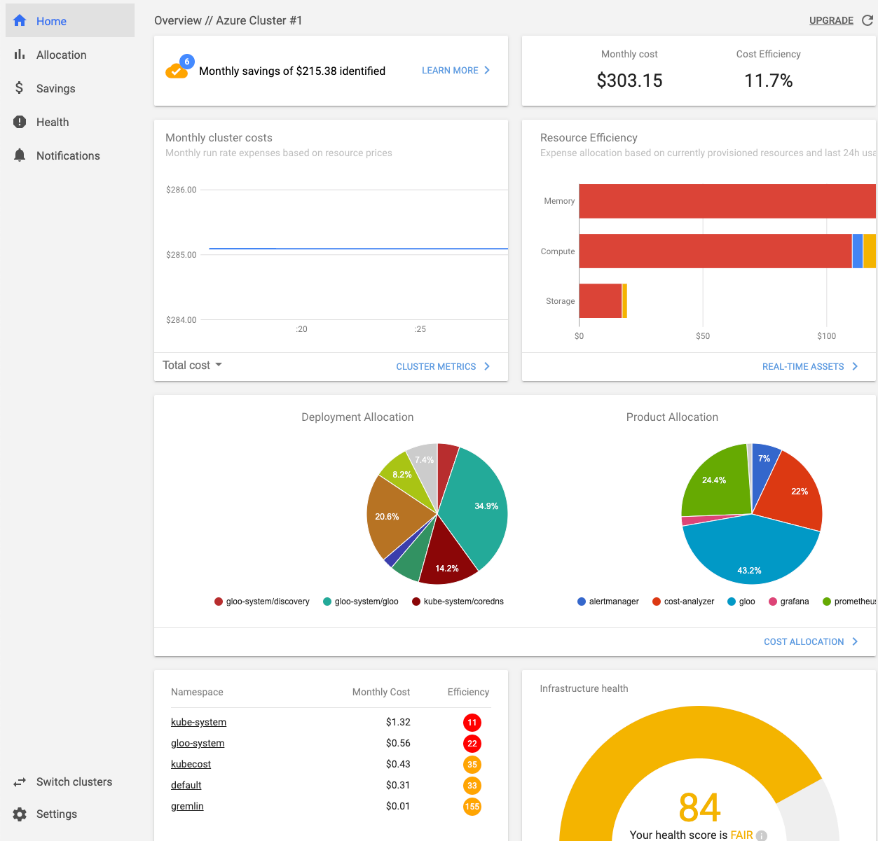 Home
Allocation
Savings
Health
Notifications
Switch clusters
Settings
Overview // Azure Cluster #1
UPGRADE
6
Monthly savings of $215.38 identified
LEARN MORE
Monthly cost
$303.15
Cost Efficiency
11.7%
Monthly cluster costs
Monthly run rate expenses based on resource prices
$286.00
$285.00
$284.00
:20 :25
Total cost
CLUSTER METRICS
Resource Efficiency
Expense allocation based on currently provisioned resources and last 24h usa
Memory
Compute
Storage
$0 $50 $100
REAL-TIME ASSETS
Deployment Allocation
7.4%
8.2%
34.9%
20.6%
14.2%
gloo-system/discovery gloo-system/gloo kube-system/coredns
Product Allocation
7%
24.4%
22%
43.2%
alertmanager cost-analyzer gloo grafana prometheus
COST ALLOCATION
Namespace Monthly Cost Efficiency
kube-system $1.32 11
gloo-system $0.56 22
kubecost $0.43 35
default $0.31 33
gremlin $0.01 155
Infrastructure health
84
Your health score is FAIR i